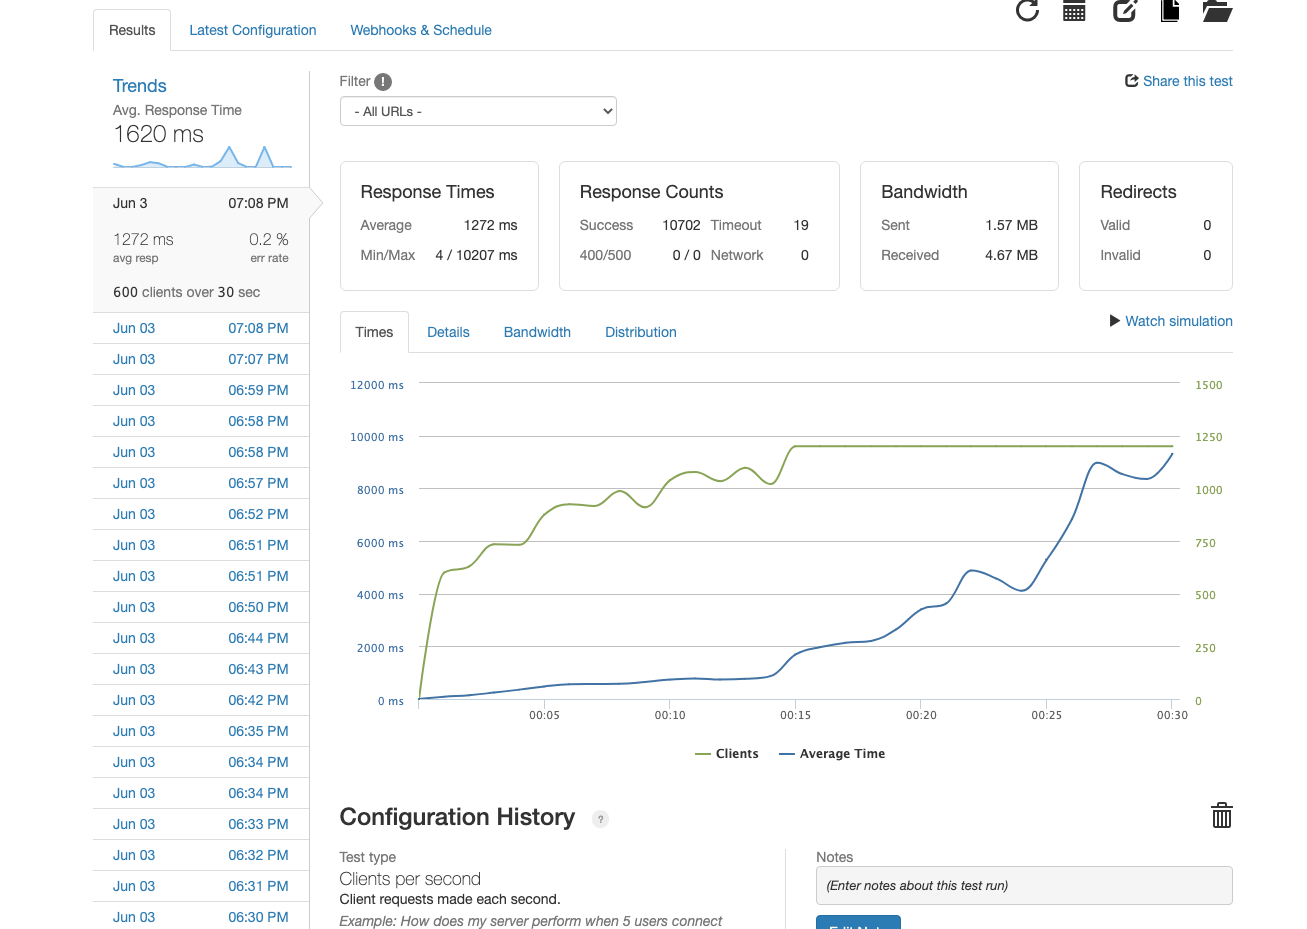 Results Latest Configuration Webhooks & Schedule
Trends
Avg. Response Time
1620 ms
Jun 3 07:08 PM
1272 ms 0.2 %
avg resp err rate
600 clients over 30 sec
Jun 03 07:08 PM
Jun 03 07:07 PM
Jun 03 06:59 PM
Jun 03 06:58 PM
Jun 03 06:58 PM
Jun 03 06:57 PM
Jun 03 06:52 PM
Jun 03 06:51 PM
Jun 03 06:51 PM
Jun 03 06:50 PM
Jun 03 06:44 PM
Jun 03 06:43 PM
Jun 03 06:42 PM
Jun 03 06:35 PM
Jun 03 06:34 PM
Jun 03 06:34 PM
Jun 03 06:33 PM
Jun 03 06:32 PM
Jun 03 06:31 PM
Jun 03 06:30 PM
Filter !
Share this test
- All URLs -
Response Times
Average 1272 ms
Min/Max 4 / 10207 ms
Response Counts
Success 10702 Timeout 19
400/500 0 / 0 Network 0
Bandwidth
Sent 1.57 MB
Received 4.67 MB
Redirects
Valid 0
Invalid 0
Times Details Bandwidth Distribution
Watch simulation
12000 ms 1500
10000 ms 1250
8000 ms 1000
6000 ms 750
4000 ms 500
2000 ms 250
0 ms 0
00:05 00:10 00:15 00:20 00:25 00:30
Clients Average Time
Configuration History ?
Test type
Clients per second
Client requests made each second.
Example: How does my server perform when 5 users connect
Notes
(Enter notes about this test run)